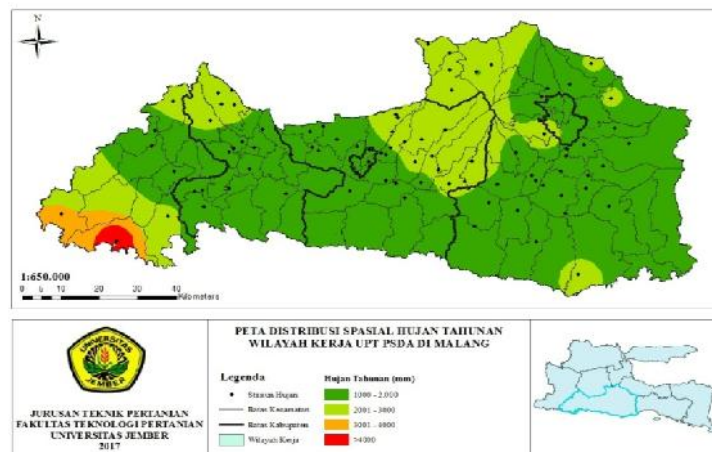 N
1:650.000
0 5 10 20 30 40
Kilometers
UNIVERSITAS
JEMBER
JURUSAN TEKNIK PERTANIAN
FAKULTAS TEKNOLOGI PERTANIAN
UNIVERSITAS JEMBER
2017
PETA DISTRIBUSI SPASIAL HUJAN TAHUNAN
WILAYAH KERJA UPT PSDA DI MALANG
Legenda
Stasiun Hujan
Batas Kecamatan
Batas Kabupaten
Wilayah Kerja
Hujan Tahunan (mm)
1000 - 2.000
2001 - 3000
3001 - 4000
>4000